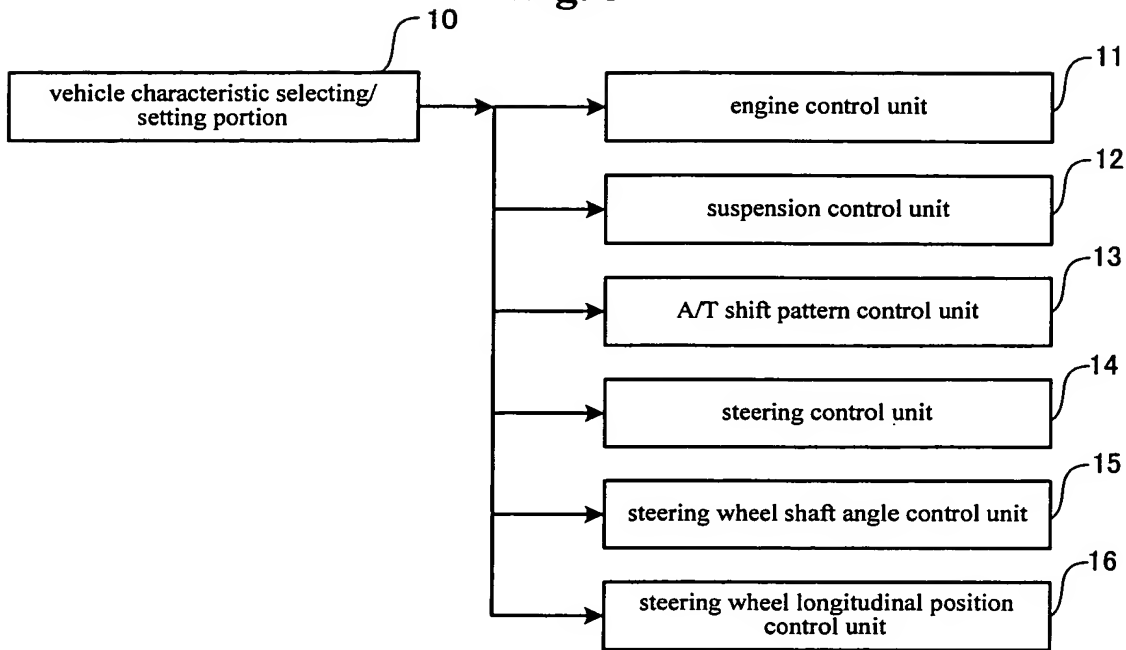 10
vehicle characteristic selecting/
setting portion
11
engine control unit
12
suspension control unit
13
A/T shift pattern control unit
14
steering control unit
15
steering wheel shaft angle control unit
16
steering wheel longitudinal position
control unit